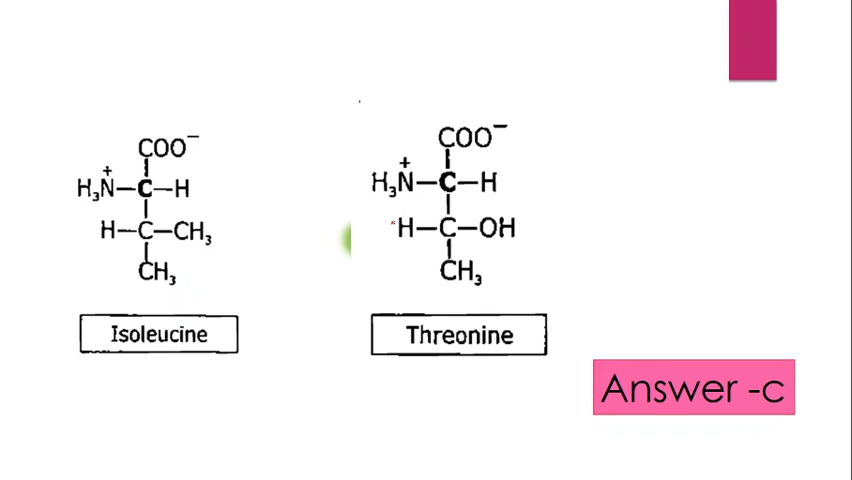 COO⁻
H₃N⁺—C—H
H—C—CH₃
CH₃
Isoleucine
COO⁻
H₃N⁺—C—H
H—C—OH
CH₃
Threonine
Answer -c